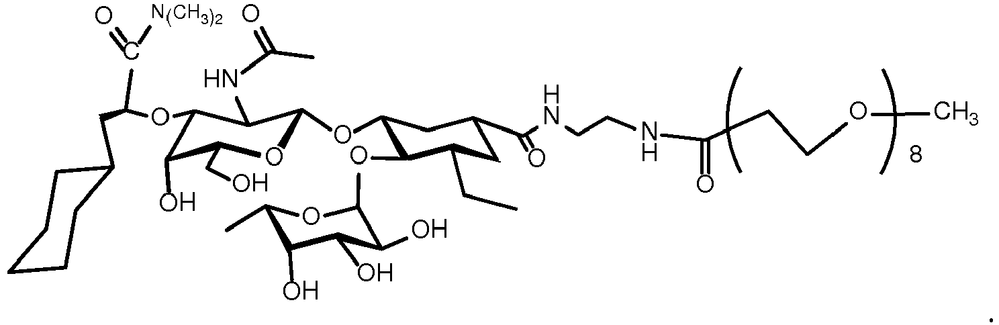 O N(CH3)2 O
C
HN
H
N
O O O CH3
O O N
H O 8
OH O
OH O
O OH
OH
OH
.